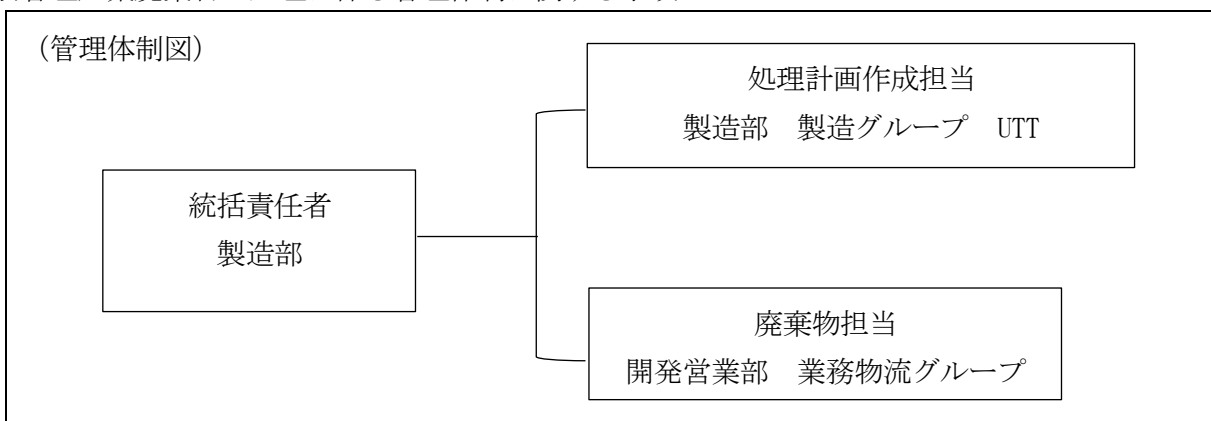 (管理体制図)
処理計画作成担当
製造部 製造グループ UTT
統括責任者
製造部
廃棄物担当
開発営業部 業務物流グループ